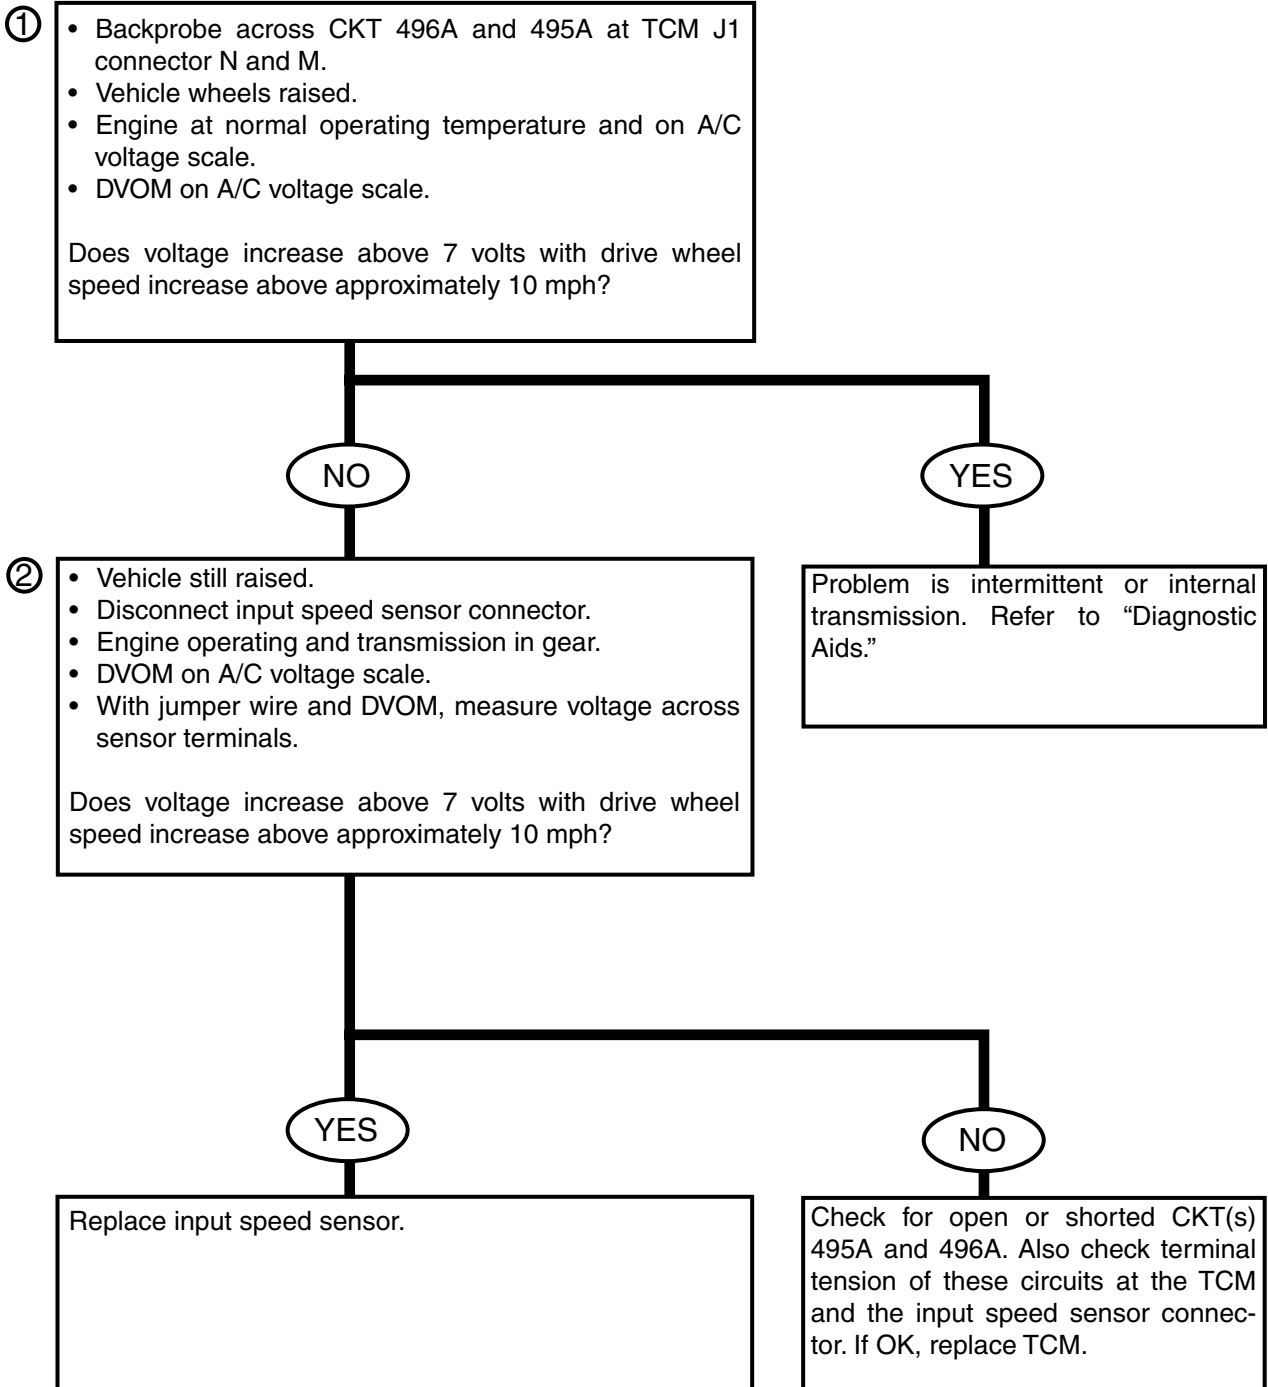 ①
• Backprobe across CKT 496A and 495A at TCM J1
connector N and M.
• Vehicle wheels raised.
• Engine at normal operating temperature and on A/C
voltage scale.
• DVOM on A/C voltage scale.
Does voltage increase above 7 volts with drive wheel
speed increase above approximately 10 mph?
NO
YES
②
• Vehicle still raised.
• Disconnect input speed sensor connector.
• Engine operating and transmission in gear.
• DVOM on A/C voltage scale.
• With jumper wire and DVOM, measure voltage across
sensor terminals.
Does voltage increase above 7 volts with drive wheel
speed increase above approximately 10 mph?
Problem is intermittent or internal
transmission. Refer to “Diagnostic
Aids.”
YES
NO
Replace input speed sensor.
Check for open or shorted CKT(s)
495A and 496A. Also check terminal
tension of these circuits at the TCM
and the input speed sensor connec-
tor. If OK, replace TCM.